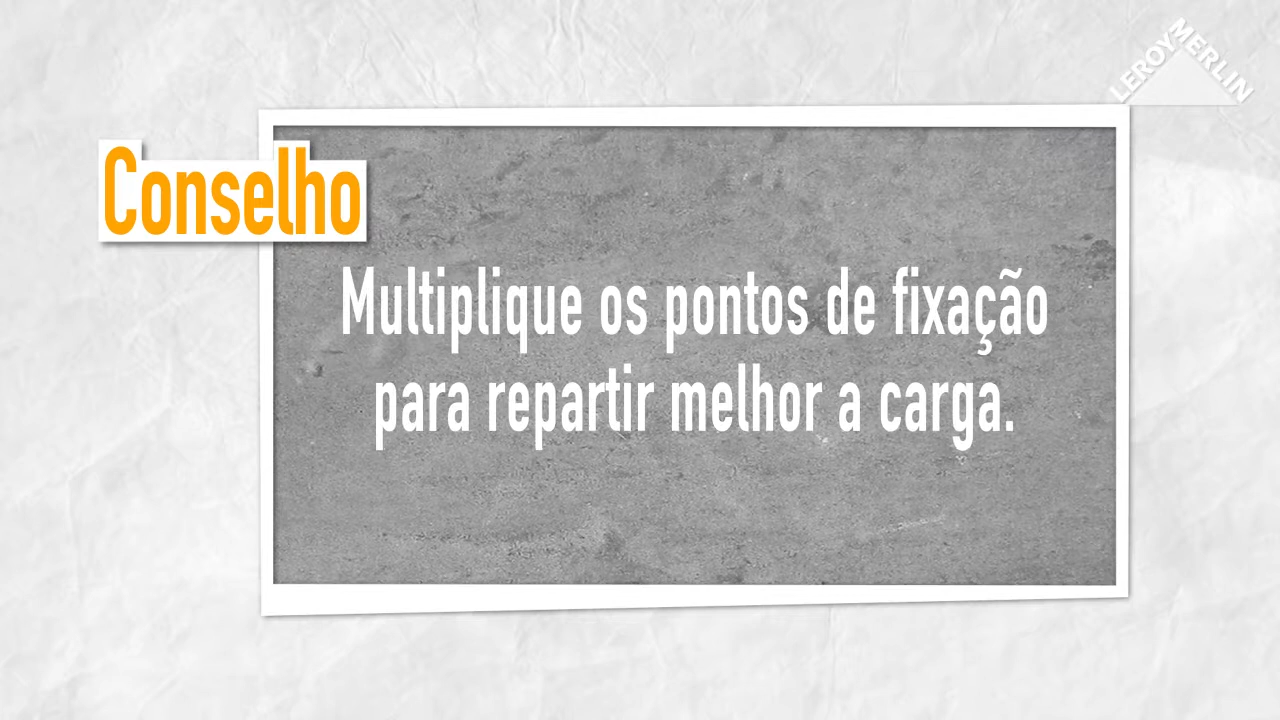 LEROY MERLIN
Conselho
Multiplique os pontos de fixação
para repartir melhor a carga.